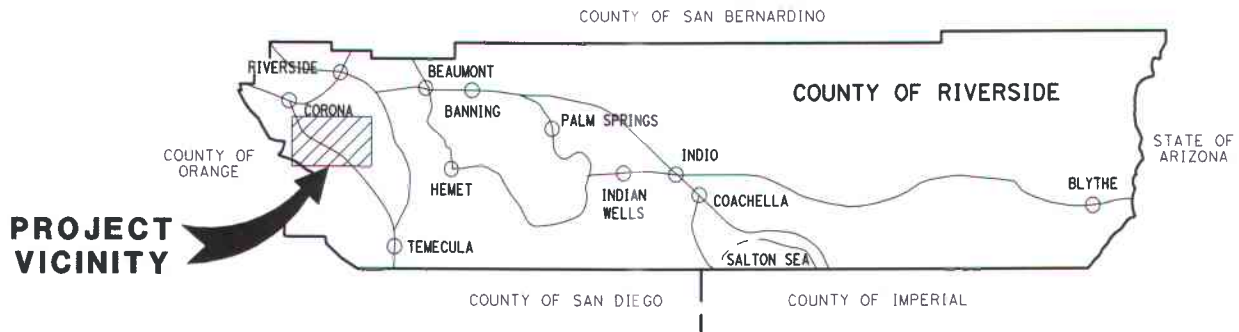 COUNTY OF SAN BERNARDINO
RIVERSIDE
BEAUMONT
CORONA
BANNING
COUNTY OF RIVERSIDE
PALM SPRINGS
COUNTY OF
ORANGE
STATE OF
ARIZONA
INDIO
HEMET
INDIAN
WELLS
COACHELLA
BLYTHE
PROJECT
VICINITY
TEMECULA
SALTON SEA
COUNTY OF SAN DIEGO
COUNTY OF IMPERIAL